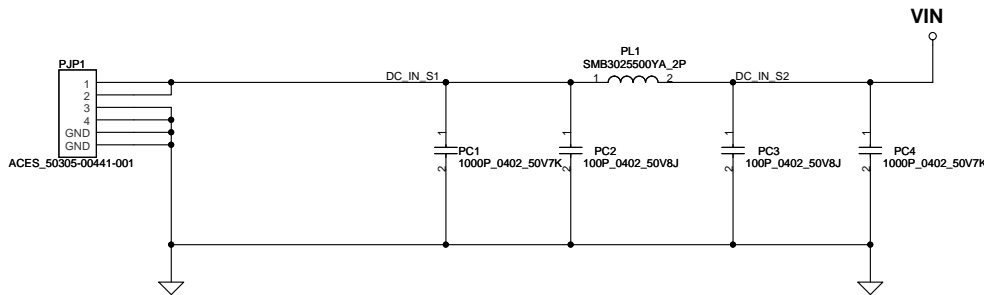 VIN
PL1
SMB3025500YA_2P
PJP1
DC_IN_S1
1
2
DC_IN_S2
1
2
3
4
GND
GND
ACES_50305-00441-001
1
2
PC1
1000P_0402_50V7K
1
2
PC2
100P_0402_50V8J
1
2
PC3
100P_0402_50V8J
1
2
PC4
1000P_0402_50V7K